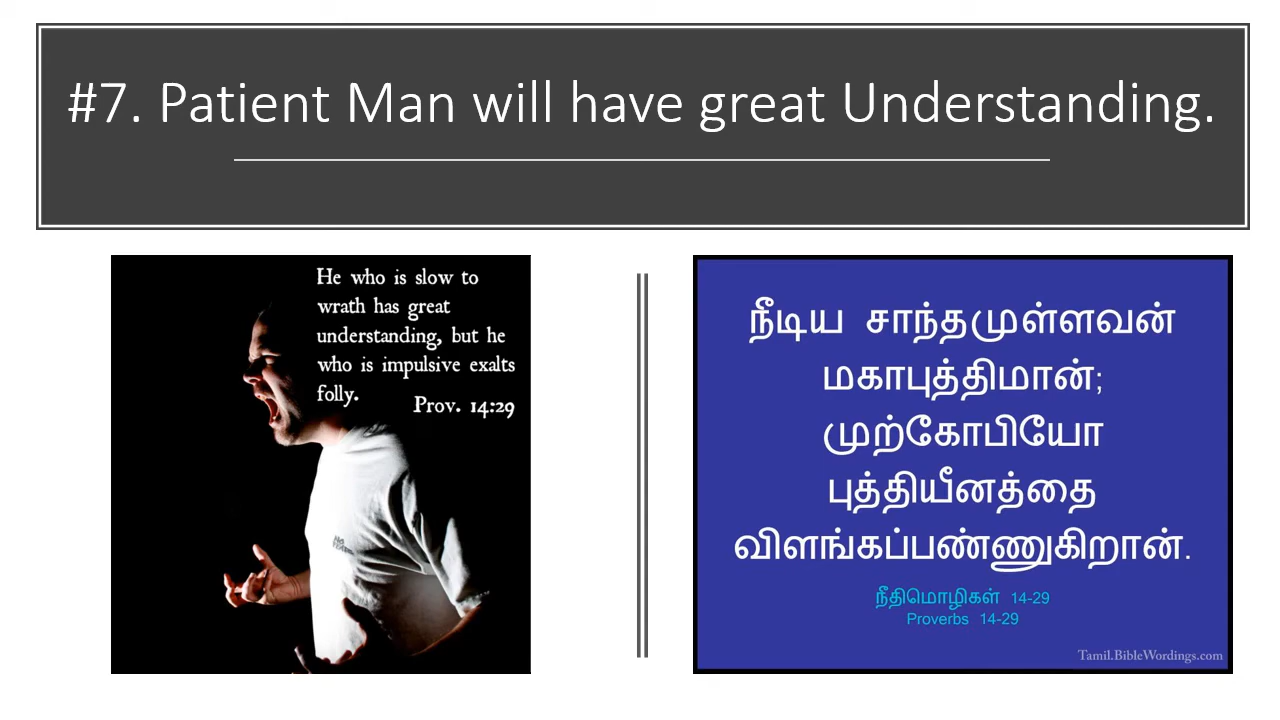 #7. Patient Man will have great Understanding.
He who is slow to
wrath has great
understanding, but he
who is impulsive exalts
folly.
Prov. 14:29
நீடிய சாந்தமுள்ளவன்
மகாபுத்திமான்;
முற்கோபியோ
புத்தியீனத்தை
விளங்கப்பண்ணுகிறான்.
நீதிமொழிகள் 14-29
Proverbs 14-29
Tamil.BibleWordings.com